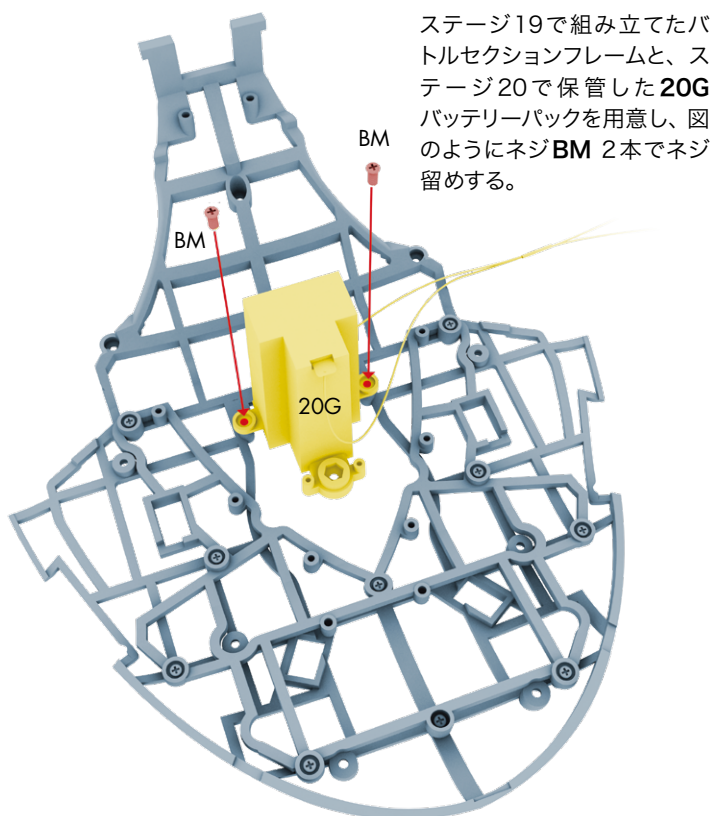 ステージ19で組み立てたバ
トルセクションフレームと、ス
テージ20で保管した20G
バッテリーパックを用意し、図
のようにネジBM 2本でネジ
留めする。
BM
BM
20G